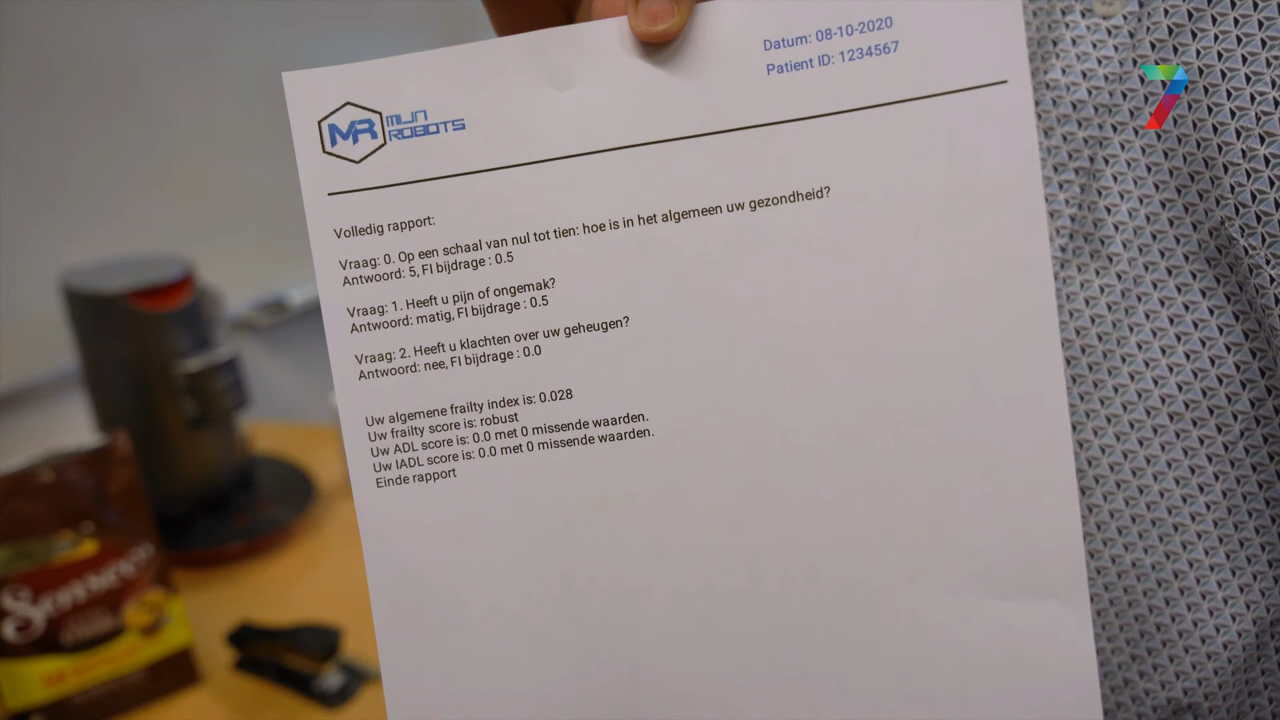 Datum: 08-10-2020
Patient ID: 1234567
MR MIJN
ROBOTS
Volledig rapport:
Vraag: 0. Op een schaal van nul tot tien: hoe is in het algemeen uw gezondheid?
Antwoord: 5, FI bijdrage : 0.5
Vraag: 1. Heeft u pijn of ongemak?
Antwoord: matig, FI bijdrage : 0.5
Vraag: 2. Heeft u klachten over uw geheugen?
Antwoord: nee, FI bijdrage : 0.0
Uw algemene frailty index is: 0.028
Uw frailty score is: robust
Uw ADL score is: 0.0 met 0 missende waarden.
Uw IADL score is: 0.0 met 0 missende waarden.
Einde rapport
7
Senseo